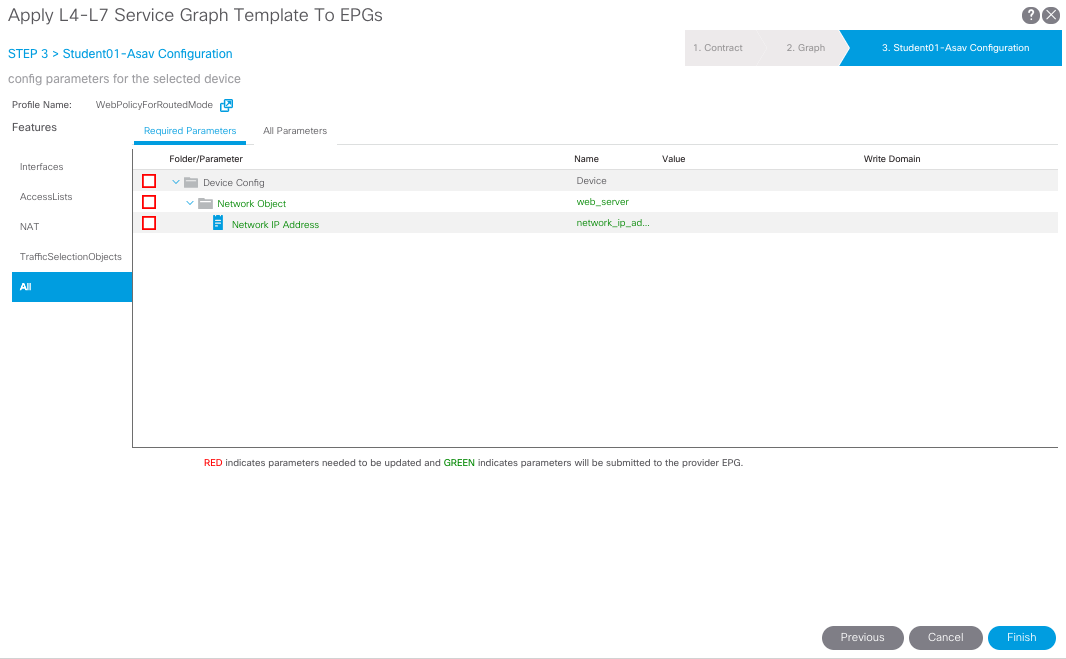 Apply L4-L7 Service Graph Template To EPGs
STEP 3 > Student01-Asav Configuration
1. Contract 2. Graph 3. Student01-Asav Configuration
config parameters for the selected device
Profile Name: WebPolicyForRoutedMode
Features
Required Parameters All Parameters
Folder/Parameter Name Value Write Domain
Interfaces
AccessLists
NAT
TrafficSelectionObjects
All
Device Config Device
Network Object web_server
Network IP Address network_ip_ad...
RED indicates parameters needed to be updated and GREEN indicates parameters will be submitted to the provider EPG.
Previous Cancel Finish